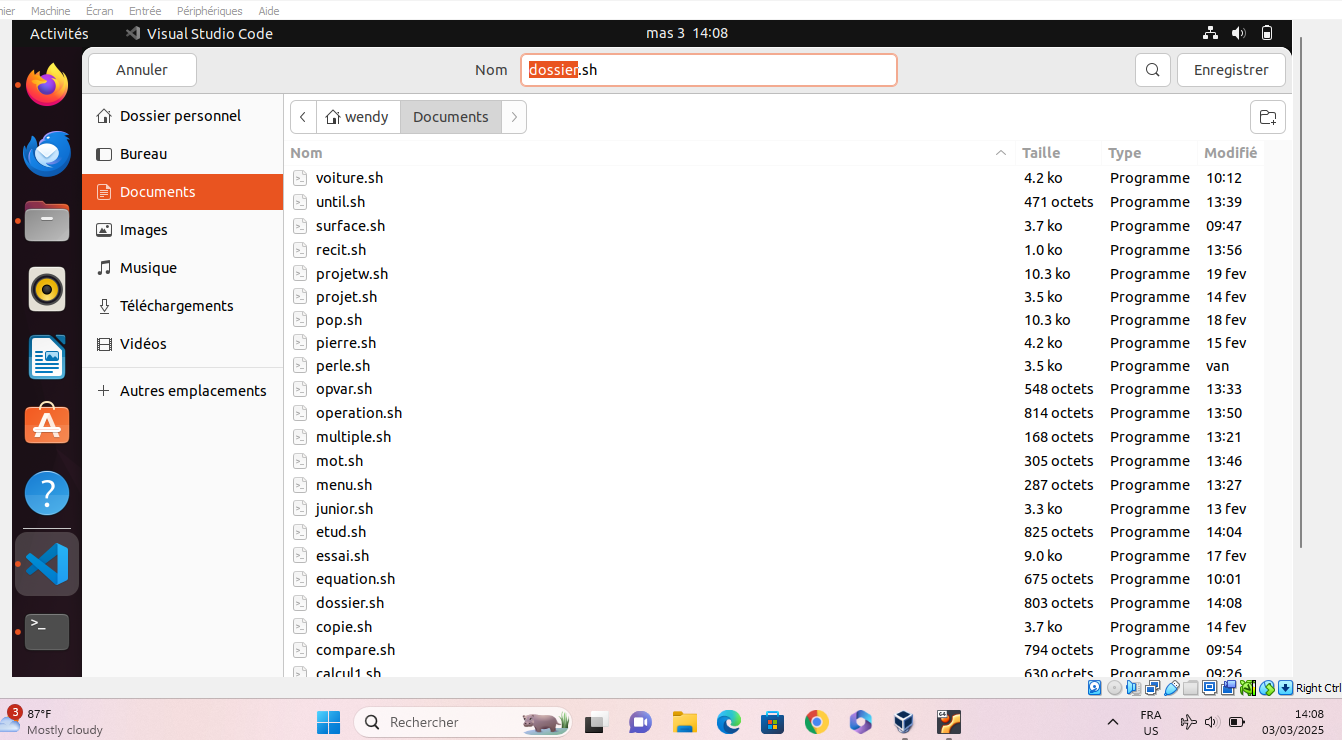 hier Machine Écran Entrée Périphériques Aide
Activités Visual Studio Code mas 3 14:08
Annuler Nom dossier.sh Enregistrer
Dossier personnel
Bureau
Documents
Images
Musique
Téléchargements
Vidéos
Autres emplacements
wendy Documents
Nom Taille Type Modifié
voiture.sh 4.2 ko Programme 10:12
until.sh 471 octets Programme 13:39
surface.sh 3.7 ko Programme 09:47
recit.sh 1.0 ko Programme 13:56
projetw.sh 10.3 ko Programme 19 fev
projet.sh 3.5 ko Programme 14 fev
pop.sh 10.3 ko Programme 18 fev
pierre.sh 4.2 ko Programme 15 fev
perle.sh 3.5 ko Programme van
opvar.sh 548 octets Programme 13:33
operation.sh 814 octets Programme 13:50
multiple.sh 168 octets Programme 13:21
mot.sh 305 octets Programme 13:46
menu.sh 287 octets Programme 13:27
junior.sh 3.3 ko Programme 13 fev
etud.sh 825 octets Programme 14:04
essai.sh 9.0 ko Programme 17 fev
equation.sh 675 octets Programme 10:01
dossier.sh 803 octets Programme 14:08
copie.sh 3.7 ko Programme 14 fev
compare.sh 794 octets Programme 09:54
calcul1.sh 630 octets Programme 09:26
Right Ctrl
3 87°F
Mostly cloudy
Rechercher
64
FRA
US
14:08
03/03/2025